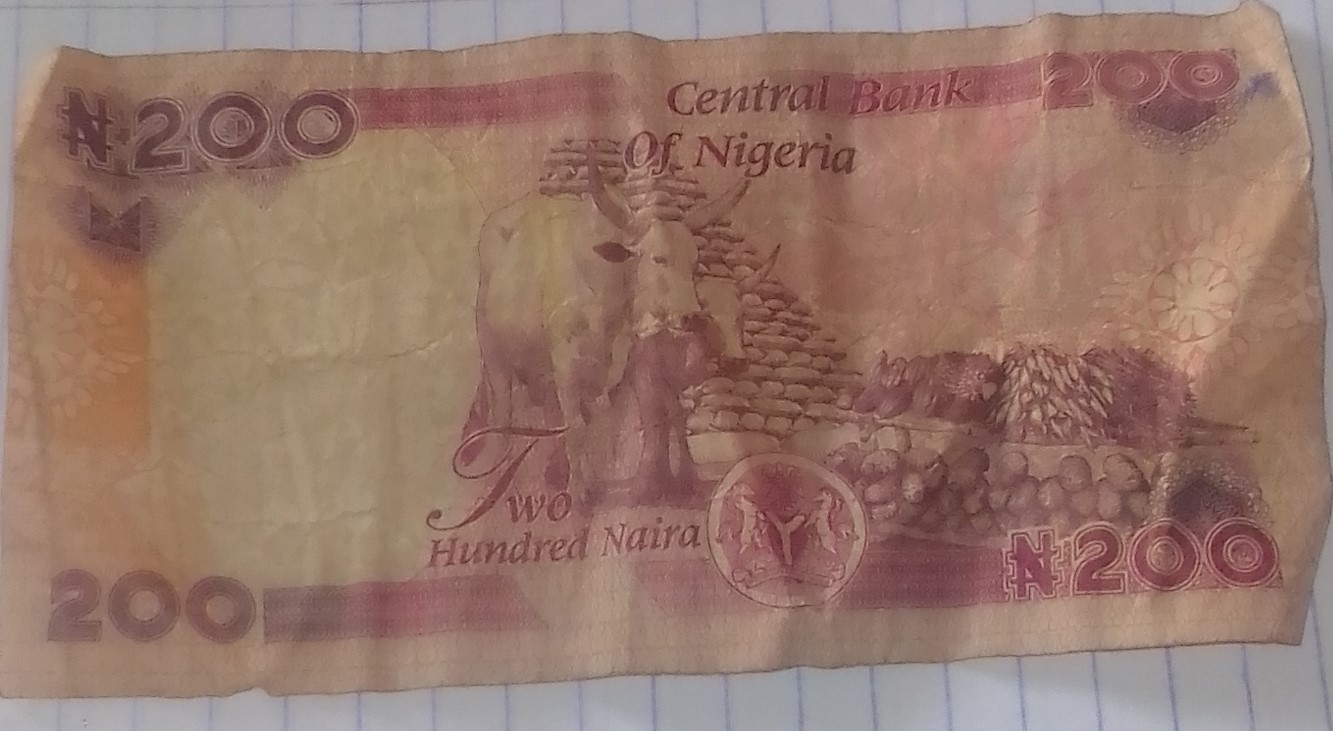 ₦200
Central Bank
Of Nigeria
200
Two
Hundred Naira
200
₦200